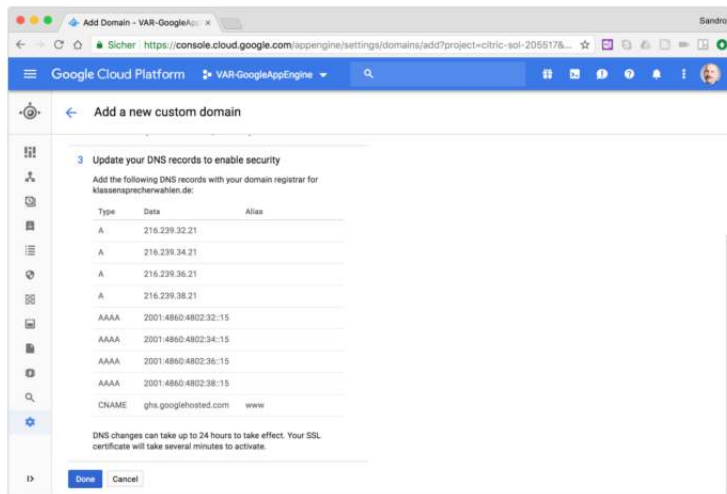 Add Domain - VAR-GoogleAp
Sandro
Sicher https://console.cloud.google.com/appengine/settings/domains/add?project=citric-sol-205517&...
Google Cloud Platform VAR-GoogleAppEngine
Add a new custom domain
3 Update your DNS records to enable security
Add the following DNS records with your domain registrar for
klassensprecherwahlen.de:
Type Data Alias
A 216.239.32.21
A 216.239.34.21
A 216.239.36.21
A 216.239.38.21
AAAA 2001:4860:4802:32::15
AAAA 2001:4860:4802:34::15
AAAA 2001:4860:4802:36::15
AAAA 2001:4860:4802:38::15
CNAME ghs.googlehosted.com www
DNS changes can take up to 24 hours to take effect. Your SSL
certificate will take several minutes to activate.
Done Cancel